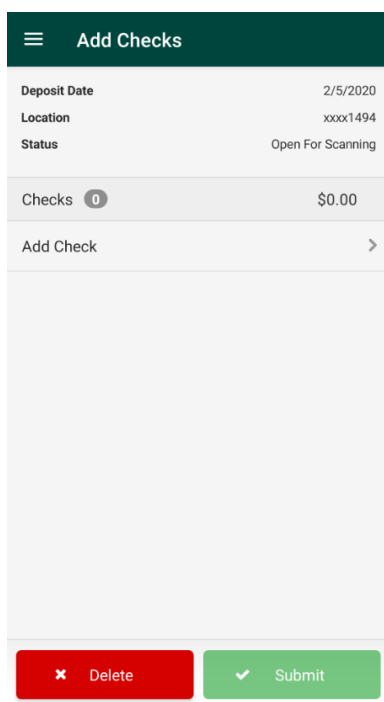 Add Checks
Deposit Date 2/5/2020
Location xxxx1494
Status Open For Scanning
Checks 0 $0.00
Add Check
Delete Submit